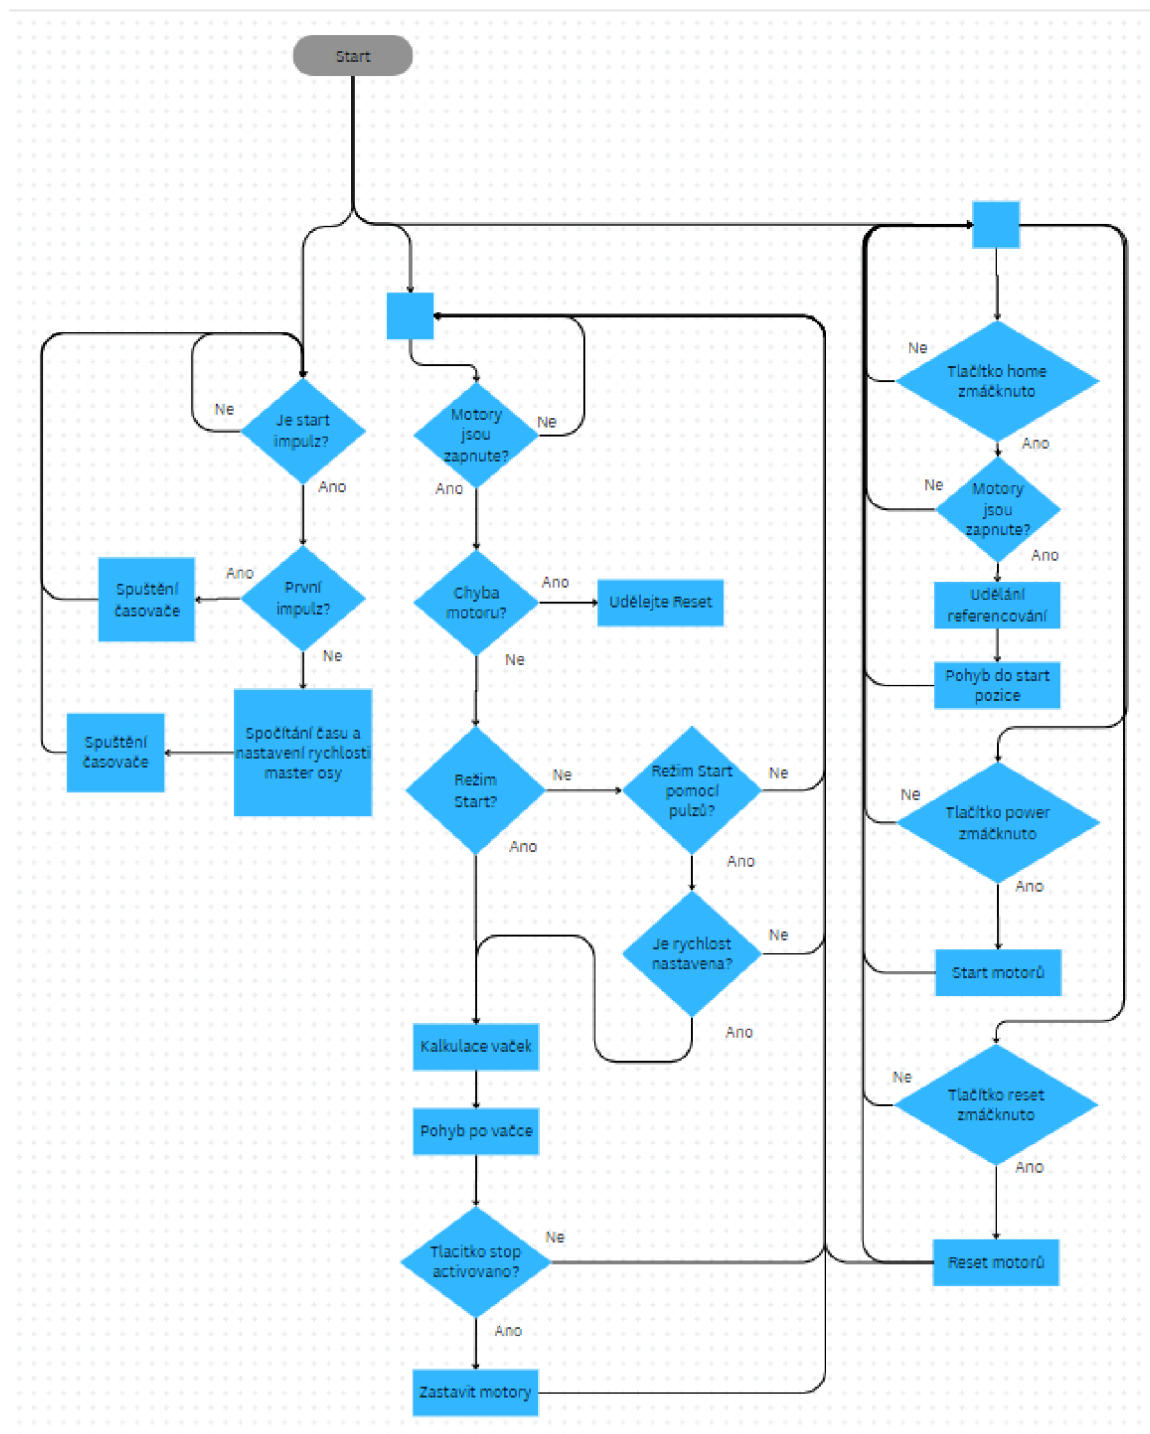 Start
Ne
Je start
impulz?
Ano
Ano
První
impulz?
Ne
Spuštění
časovače
Spočítání času a
nastavení rychlosti
master osy
Spuštění
časovače
Motory
jsou
zapnute?
Ne
Ano
Chyba
motoru?
Ano
Udělejte Reset
Ne
Režim
Start?
Ne
Režim Start
pomocí
pulzů?
Ne
Ano
Ano
Je rychlost
nastavena?
Ne
Ano
Kalkulace vaček
Pohyb po vačce
Tlacitko stop
activovano?
Ne
Ano
Zastavit motory
Ne
Tlačítko home
zmáčknuto
Ano
Ne
Motory
jsou
zapnute?
Ano
Udělání
referencování
Pohyb do start
pozice
Ne
Tlačítko power
zmáčknuto
Ano
Start motorů
Ne
Tlačítko reset
zmáčknuto
Ano
Reset motorů